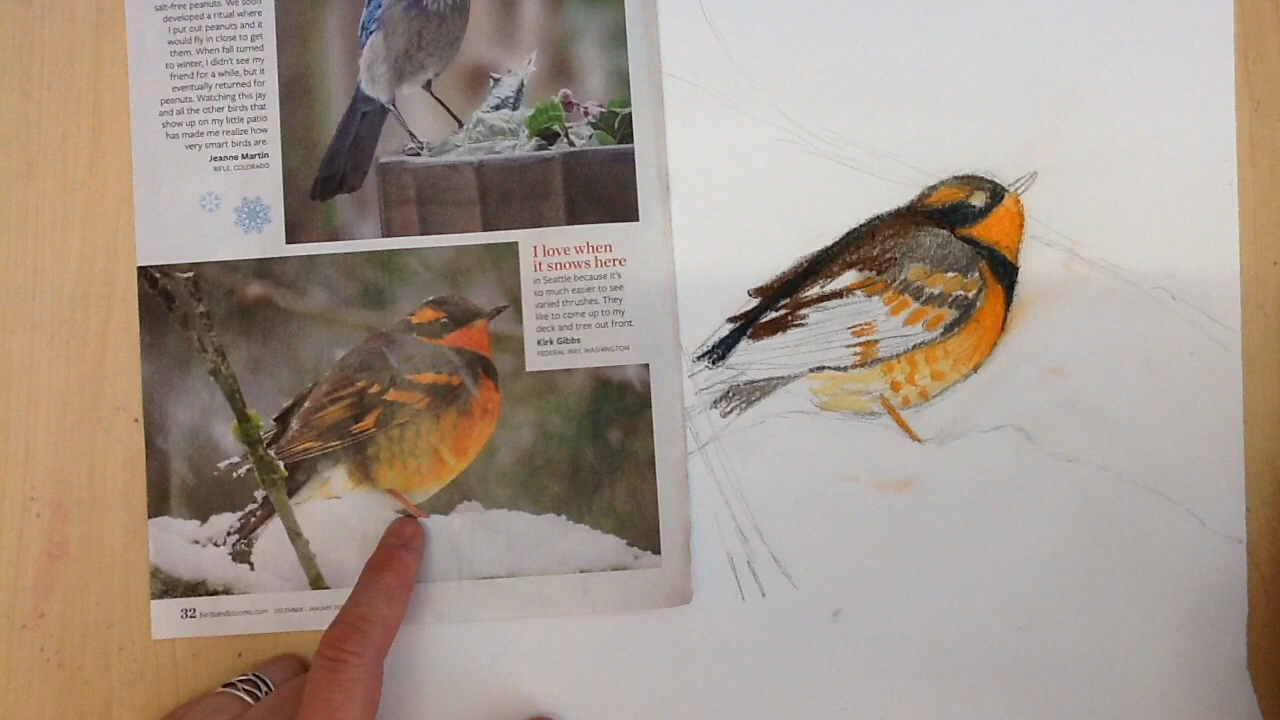 salt-free peanuts. We soon
developed a ritual where
I put out peanuts and it
would fly in close to get
them. When fall turned
to winter, I didn't see my
friend for a while, but it
eventually returned for
peanuts. Watching this jay
and all the other birds that
show up on my little patio
has made me realize how
very smart birds are.
Jeanne Martin
RIFLE, COLORADO
I love when
it snows here
in Seattle because it's
so much easier to see
varied thrushes. They
like to come up to my
deck and tree out front.
Kirk Gibbs
FEDERAL WAY, WASHINGTON
32 birdsandblooms.com DECEMBER/JANUARY